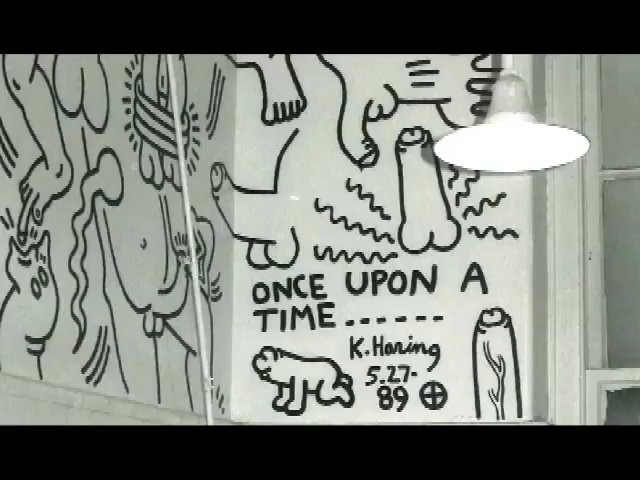 ONCE UPON A
TIME ------
K. Haring
5.27-
89